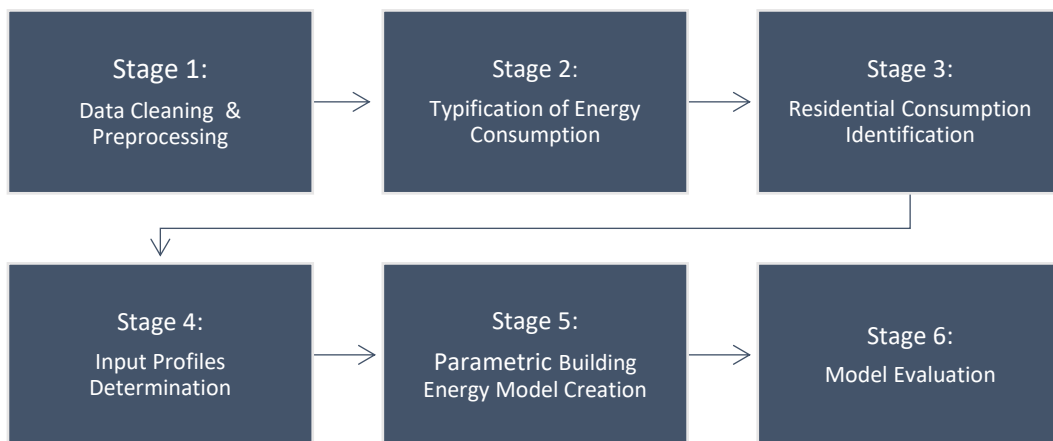 Stage 1:
Data Cleaning & 
Preprocessing
Stage 2:
Typification of Energy
Consumption
Stage 3:
Residential Consumption
Identification
Stage 4:
Input Profiles
Determination
Stage 5:
Parametric Building
Energy Model Creation
Stage 6:
Model Evaluation